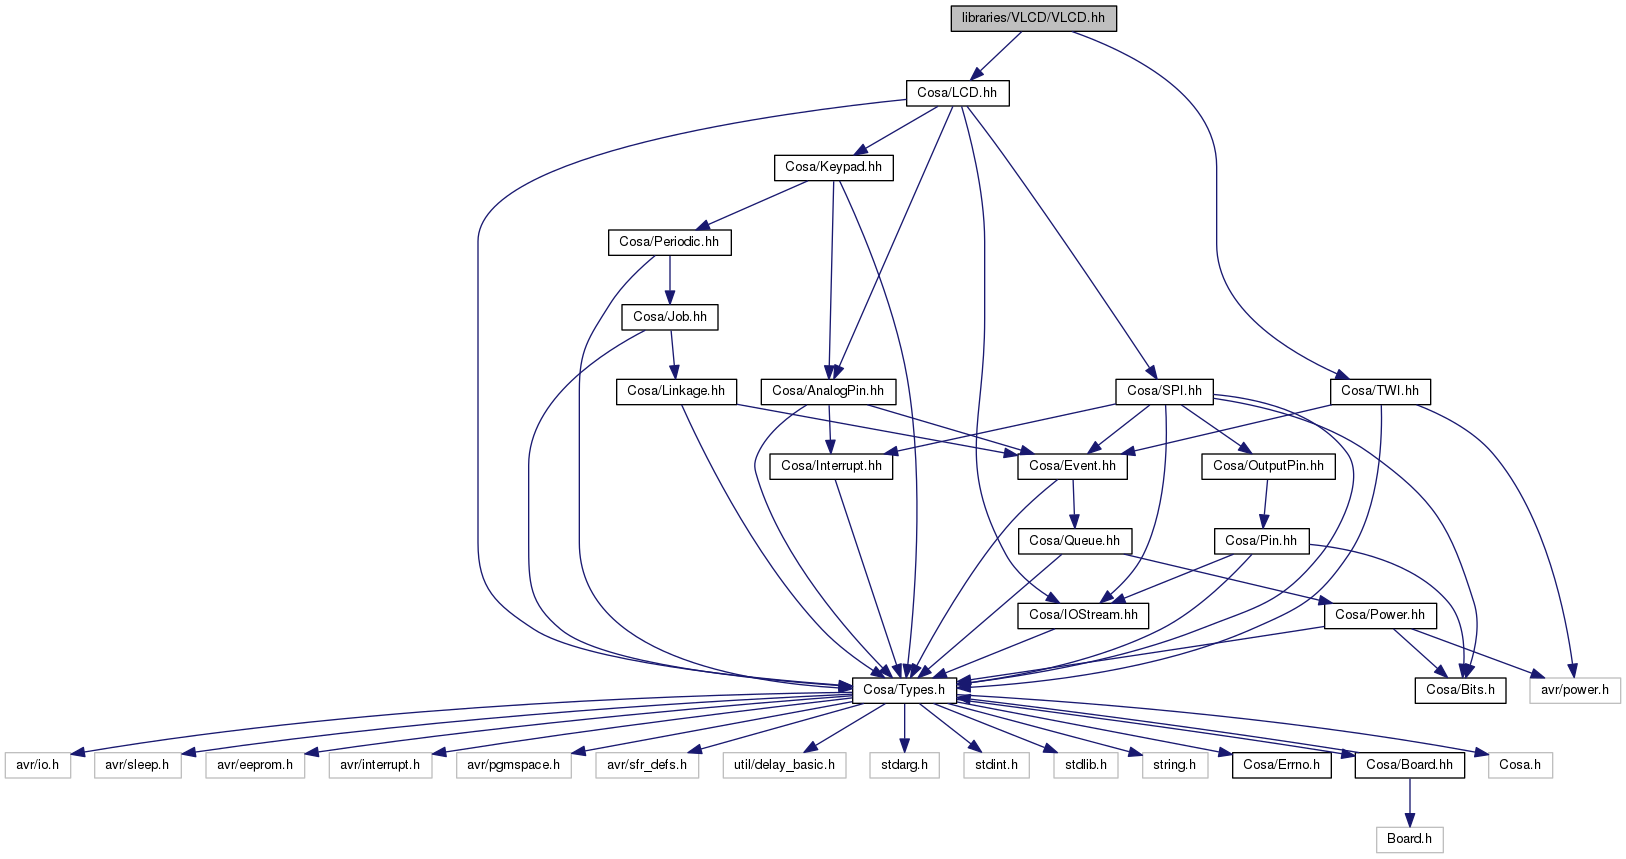 libraries/VLCD/VLCD.hh
Cosa/LCD.hh
Cosa/Keypad.hh
Cosa/Periodic.hh
Cosa/Job.hh
Cosa/Linkage.hh
Cosa/AnalogPin.hh
Cosa/SPI.hh
Cosa/TWI.hh
Cosa/Interrupt.hh
Cosa/Event.hh
Cosa/OutputPin.hh
Cosa/Queue.hh
Cosa/Pin.hh
Cosa/IOStream.hh
Cosa/Power.hh
Cosa/Types.h
Cosa/Bits.h
avr/power.h
avr/io.h
avr/sleep.h
avr/eeprom.h
avr/interrupt.h
avr/pgmspace.h
avr/sfr_defs.h
util/delay_basic.h
stdarg.h
stdint.h
stdlib.h
string.h
Cosa/Errno.h
Cosa/Board.hh
Cosa.h
Board.h